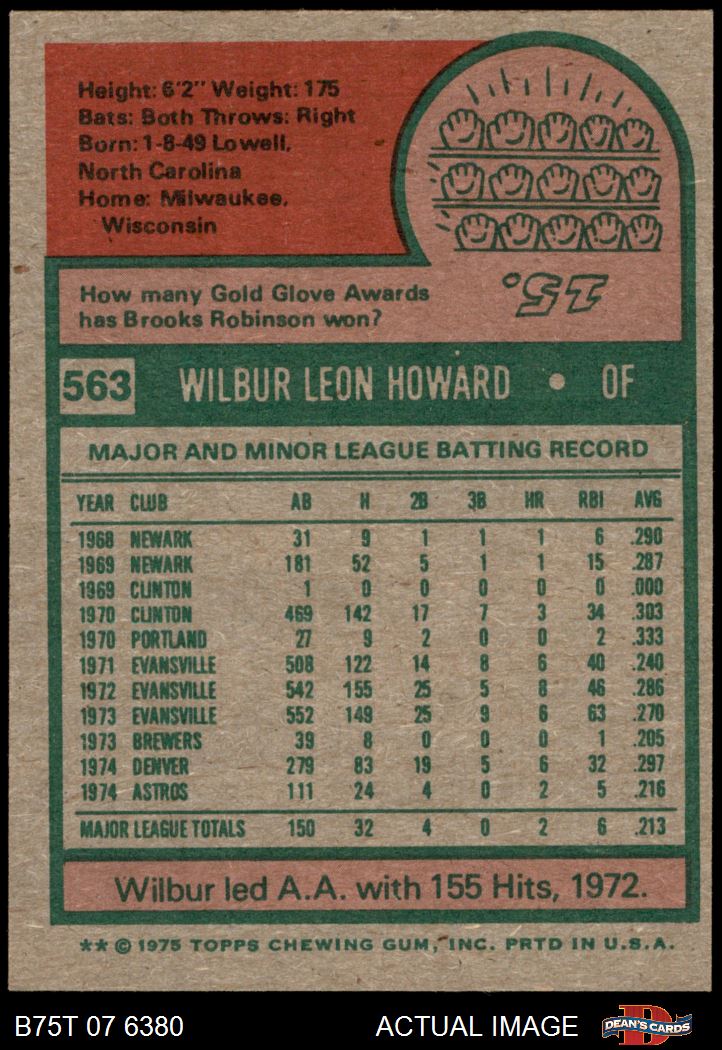 Height: 6'2" Weight: 175
Bats: Both Throws: Right
Born: 1-8-49 Lowell,
North Carolina
Home: Milwaukee,
Wisconsin
How many Gold Glove Awards
has Brooks Robinson won?
15.
563 WILBUR LEON HOWARD • OF
MAJOR AND MINOR LEAGUE BATTING RECORD
YEAR CLUB AB H 2B 3B HR RBI AVG
1968 NEWARK 31 9 1 1 1 6 .290
1969 NEWARK 181 52 5 1 1 15 .287
1969 CLINTON 1 0 0 0 0 0 .000
1970 CLINTON 469 142 17 7 3 34 .303
1970 PORTLAND 27 9 2 0 0 2 .333
1971 EVANSVILLE 508 122 14 8 6 40 .240
1972 EVANSVILLE 542 155 25 5 8 46 .286
1973 EVANSVILLE 552 149 25 9 6 63 .270
1973 BREWERS 39 8 0 0 0 1 .205
1974 DENVER 279 83 19 5 6 32 .297
1974 ASTROS 111 24 4 0 2 5 .216
MAJOR LEAGUE TOTALS 150 32 4 0 2 6 .213
Wilbur led A.A. with 155 Hits, 1972.
** © 1975 TOPPS CHEWING GUM, INC. PRTD IN U.S.A.
B75T 07 6380 ACTUAL IMAGE D DEAN'S CARDS